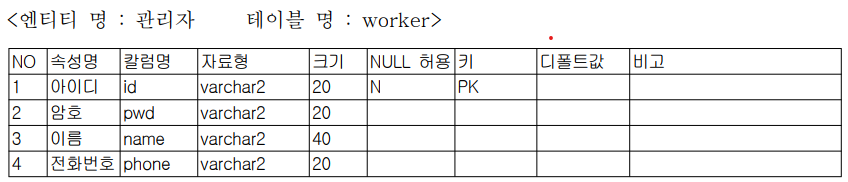 <엔티티 명 : 관리자 테이블 명 : worker>
NO 속성명 칼럼명 자료형 크기 NULL 허용 키 디폴트값 비고
1 아이디 id varchar2 20 N PK
2 암호 pwd varchar2 20
3 이름 name varchar2 40
4 전화번호 phone varchar2 20